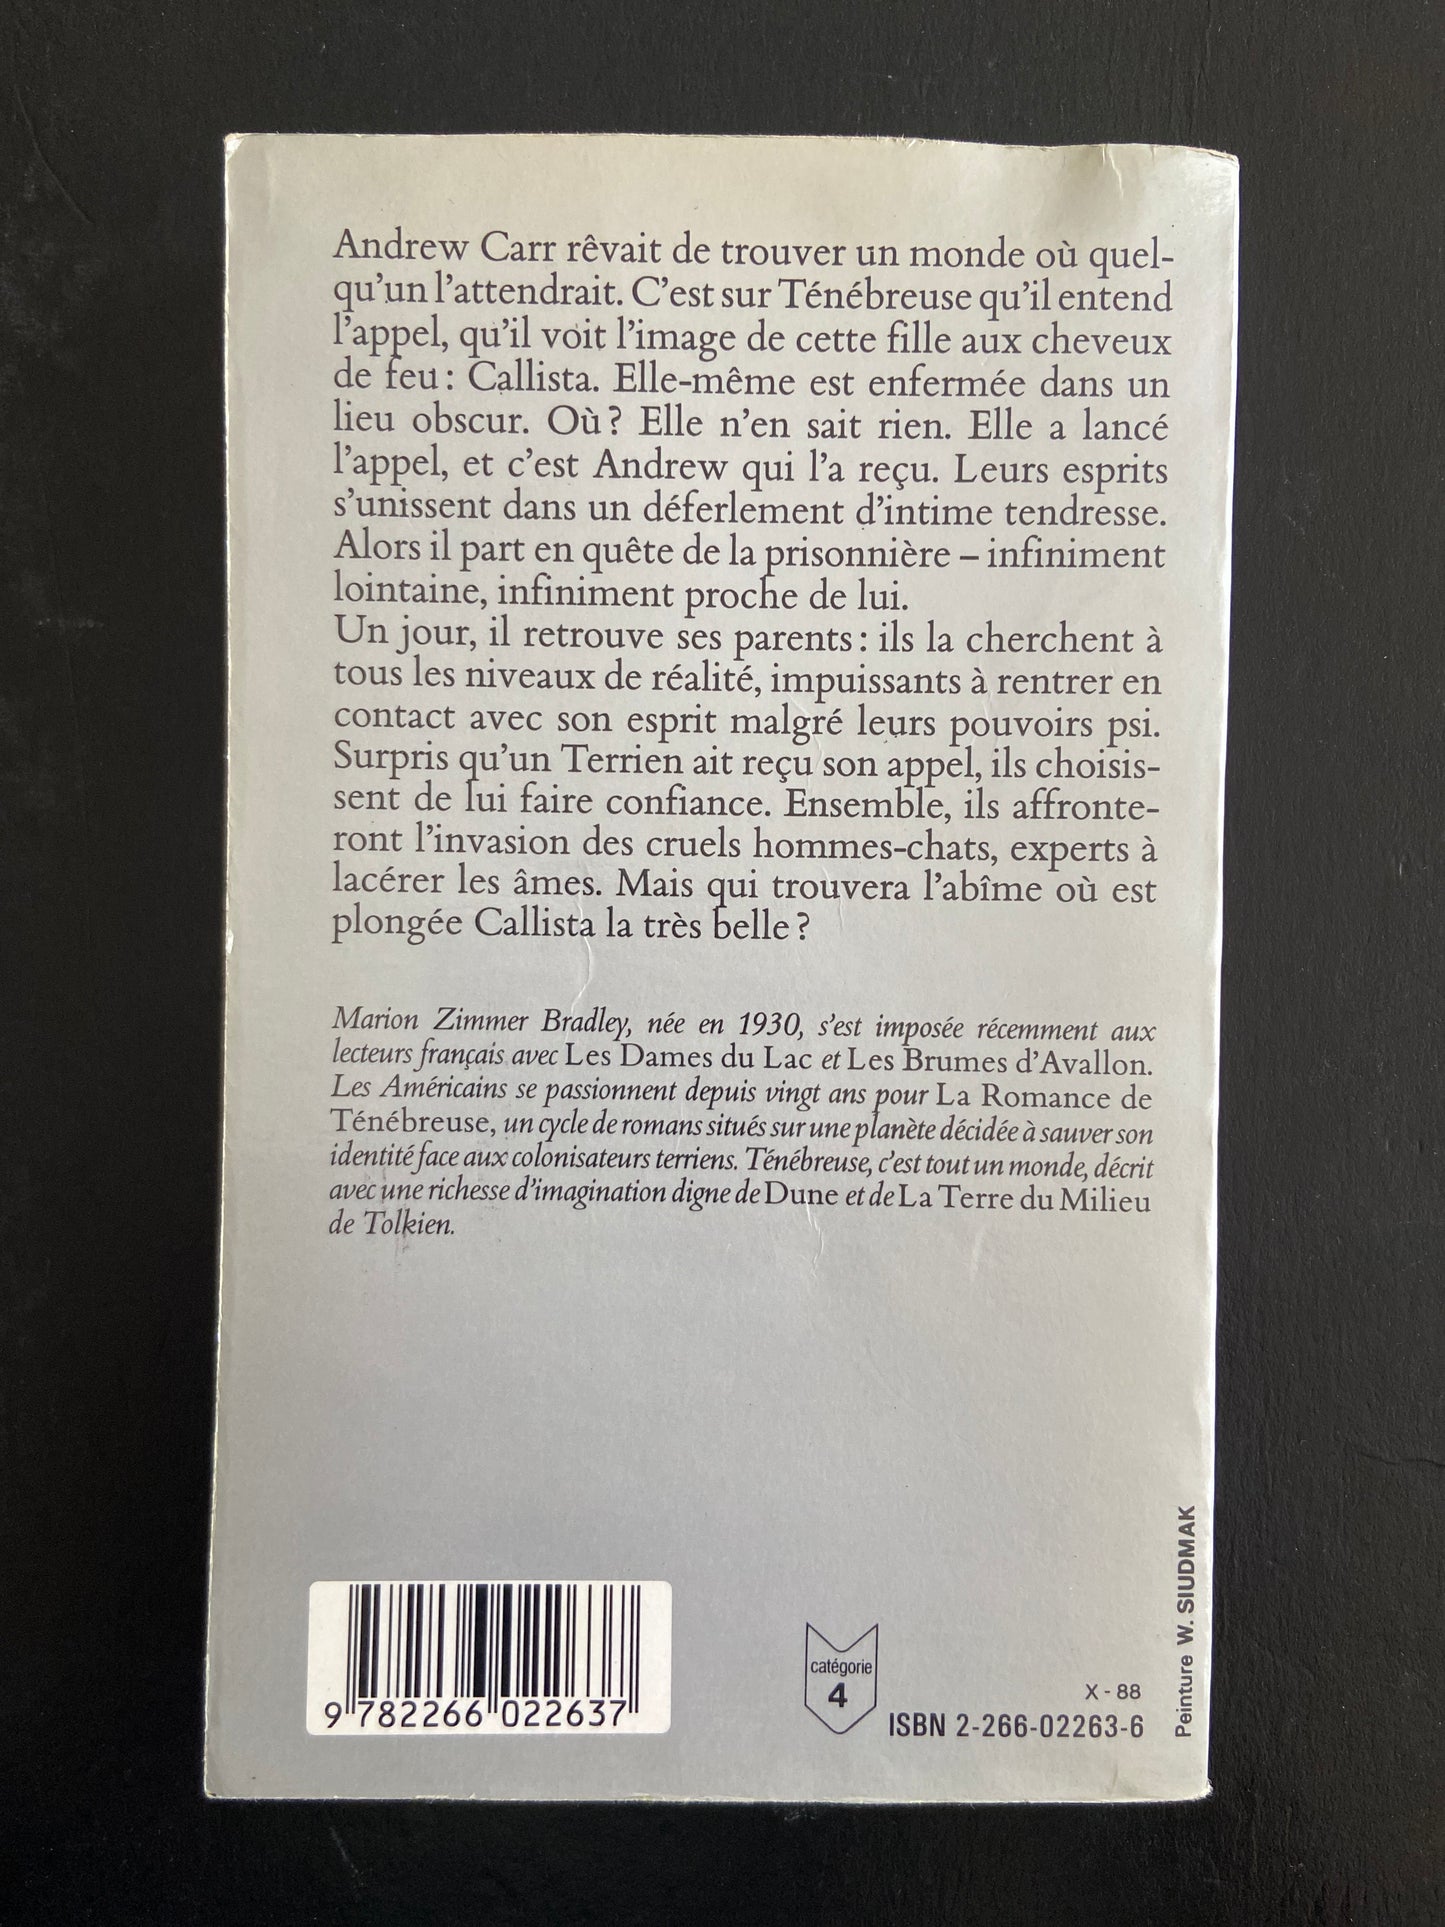 Andrew Carr rêvait de trouver un monde où quel-
qu'un l'attendrait. C'est sur Ténébreuse qu'il entend
l'appel, qu'il voit l'image de cette fille aux cheveux
de feu : Callista. Elle-même est enfermée dans un
lieu obscur. Où ? Elle n'en sait rien. Elle a lancé
l'appel, et c'est Andrew qui l'a reçu. Leurs esprits
s'unissent dans un déferlement d'intime tendresse.
Alors il part en quête de la prisonnière – infiniment
lointaine, infiniment proche de lui.
Un jour, il retrouve ses parents : ils la cherchent à
tous les niveaux de réalité, impuissants à rentrer en
contact avec son esprit malgré leurs pouvoirs psi.
Surpris qu'un Terrien ait reçu son appel, ils choisis-
sent de lui faire confiance. Ensemble, ils affronte-
ront l'invasion des cruels hommes-chats, experts à
lacérer les âmes. Mais qui trouvera l'abîme où est
plongée Callista la très belle ?
Marion Zimmer Bradley, née en 1930, s'est imposée récemment aux
lecteurs français avec Les Dames du Lac et Les Brumes d'Avallon.
Les Américains se passionnent depuis vingt ans pour La Romance de
Ténébreuse, un cycle de romans situés sur une planète décidée à sauver son
identité face aux colonisateurs terriens. Ténébreuse, c'est tout un monde, décrit
avec une richesse d'imagination digne de Dune et de La Terre du Milieu
de Tolkien.
9 782266 022637
catégorie
4
X - 88
ISBN 2-266-02263-6
Peinture W. SIUDMAK